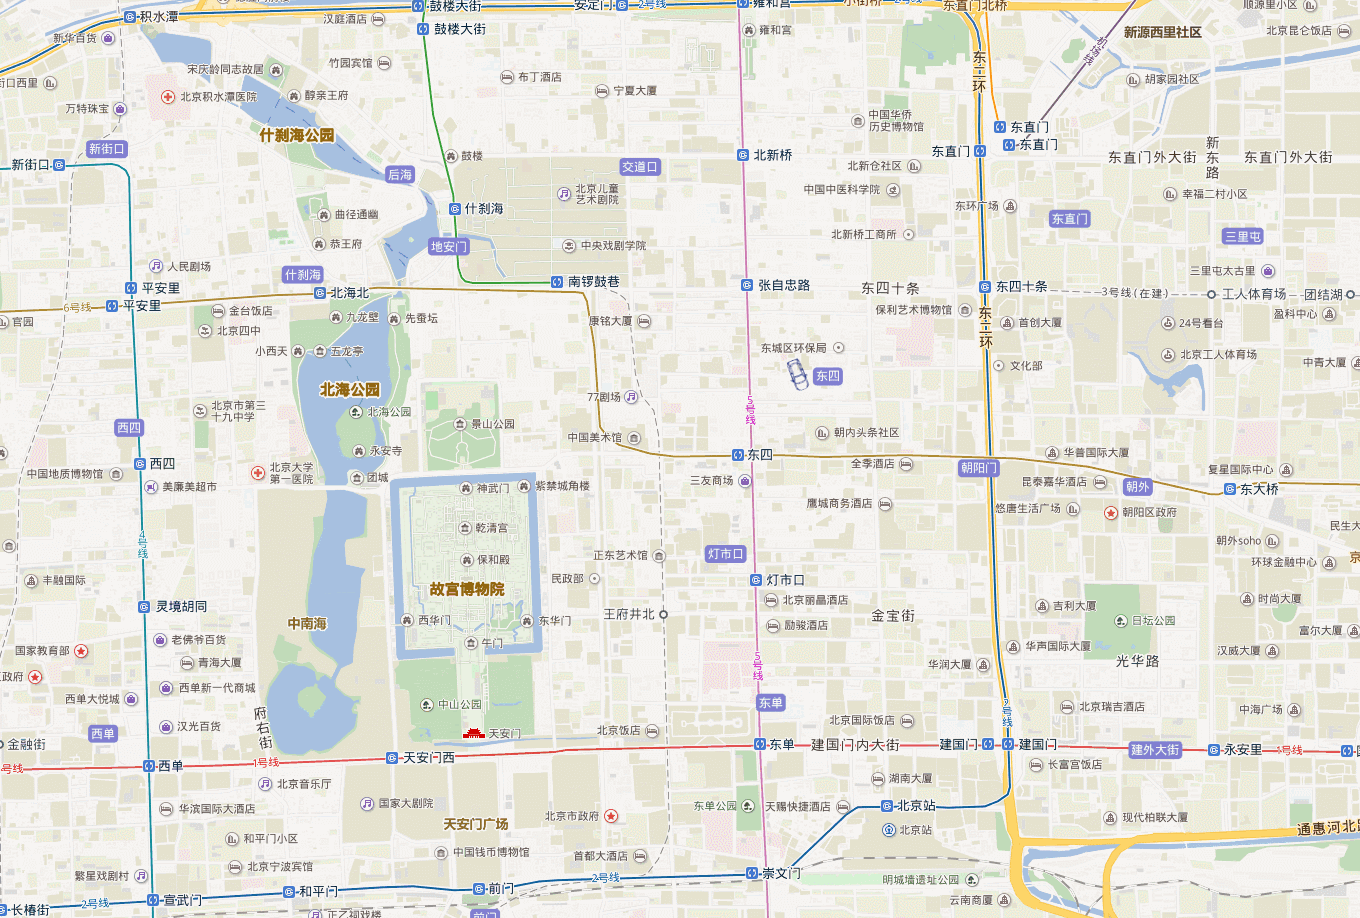 积水潭
鼓楼大街
安定门
2号线
雍和宫
小街桥
2号线
东直门北桥
顺源里小区
汉庭酒店
鼓楼大街
雍和宫
新源西里社区
北京昆仑饭店
新华百货
东二环
机场线
竹园宾馆
宋庆龄同志故居
布丁酒店
胡家园社区
街口西里
宁夏大厦
北京积水潭医院
醇亲王府
万特珠宝
中国华侨
历史博物馆
东直门
什刹海公园
东直门
东直门
新街口
新街口
鼓楼
交道口
北新桥
东直门外大街
新东路
东直门外大街
后海
北新仓社区
北京儿童
艺术剧院
中国中医科学院
幸福二村小区
曲径通幽
什刹海
东环广场
东直门
恭王府
地安门
中央戏剧学院
北新桥工商所
三里屯
人民剧场
什刹海
三里屯太古里
平安里
北海北
南锣鼓巷
张自忠路
东四十条
东四十条
3号线(在建)
工人体育场
团结湖
6号线
平安里
金台饭店
九龙壁
先蚕坛
康铭大厦
保利艺术博物馆
东二环
首创大厦
24号看台
盈科中心
官园
北京四中
小西天
五龙亭
东城区环保局
北京工人体育场
文化部
中青大厦
东四
北海公园
77剧场
5号线
北京市第三
十九中学
北海公园
景山公园
西四
中国美术馆
朝内头条社区
永安寺
东四
华普国际大厦
西四
全季酒店
朝阳门
复星国际中心
中国地质博物馆
北京大学
第一医院
团城
三友商场
昆泰嘉华酒店
朝外
东大桥
美廉美超市
神武门
紫禁城角楼
鹰城商务酒店
悠唐生活广场
朝阳区政府
乾清宫
民生大
4号线
朝外soho
灯市口
正东艺术馆
保和殿
环球金融中心
京
丰融国际
民政部
灯市口
故宫博物院
灵境胡同
北京丽晶酒店
时尚大厦
吉利大厦
王府井北
金宝街
中南海
西华门
东华门
励骏酒店
日坛公园
富尔大厦
老佛爷百货
午门
华声国际大厦
国家教育部
青海大厦
5号线
华润大厦
光华路
汉威大厦
政府
西单新一代商城
西单大悦城
中山公园
东单
北京瑞吉酒店
中海广场
府右街
汉光百货
2号线
北京国际饭店
西单
天安门
北京饭店
金融街
东单
建国门内大街
建国门
建国门
建外大街
永安里
1号线
天安门西
1号线
西单
号线
长富宫饭店
北京音乐厅
湖南大厦
国家大剧院
华滨国际大酒店
东单公园
天赐快捷酒店
北京站
北京市政府
天安门广场
北京站
现代柏联大厦
通惠河北路
和平门小区
中国钱币博物馆
首都大酒店
北京宁波宾馆
繁星戏剧村
2号线
崇文门
明城墙遗址公园
前门
和平门
宣武门
2号线
云南商厦
长椿街
正乙祠戏楼
前门